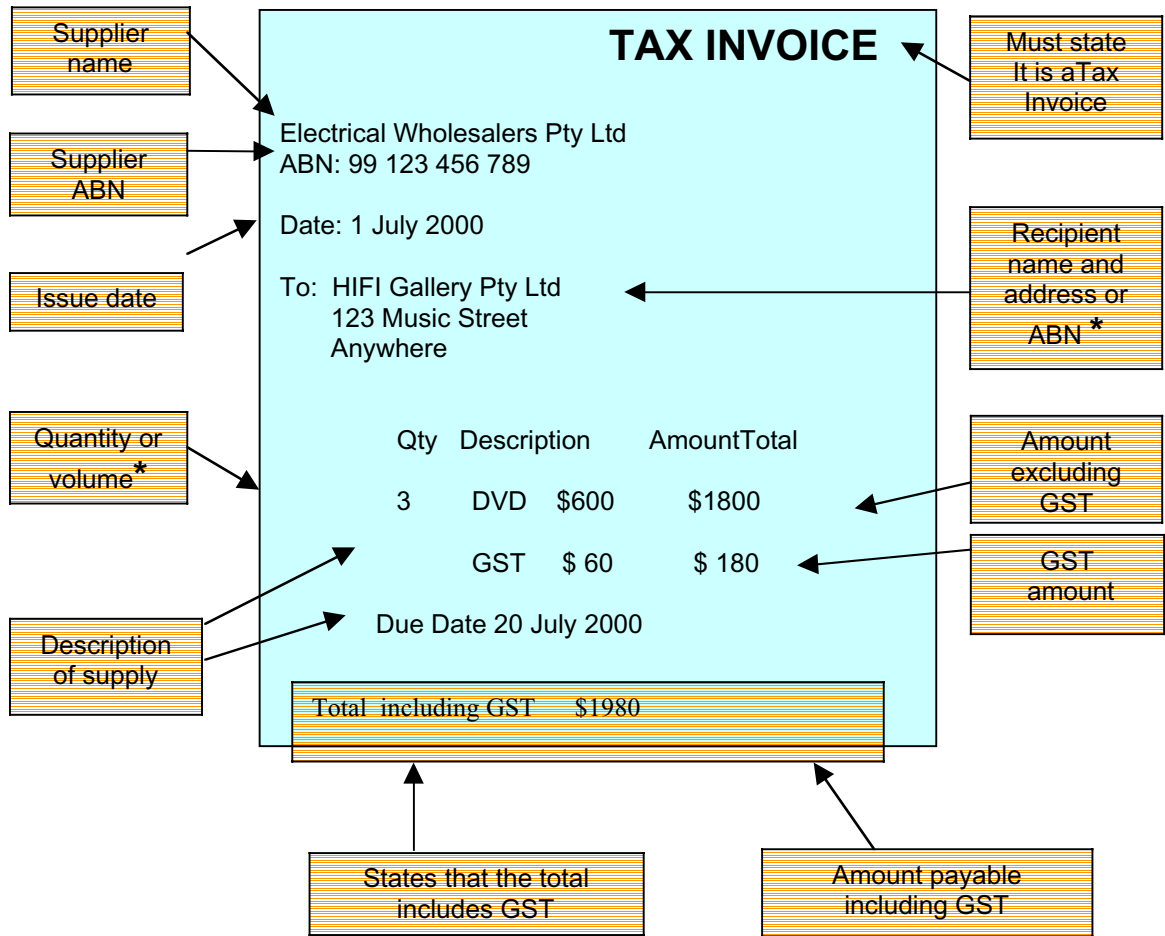 Supplier
name
TAX INVOICE
Must state
It is aTax
Invoice
Electrical Wholesalers Pty Ltd
ABN: 99 123 456 789
Supplier
ABN
Date: 1 July 2000
Issue date
To: HIFI Gallery Pty Ltd
123 Music Street
Anywhere
Recipient
name and
address or
ABN *
Quantity or
volume*
Qty Description AmountTotal
3 DVD $600 $1800
GST $ 60 $ 180
Amount
excluding
GST
GST
amount
Due Date 20 July 2000
Description
of supply
Total including GST $1980
States that the total
includes GST
Amount payable
including GST